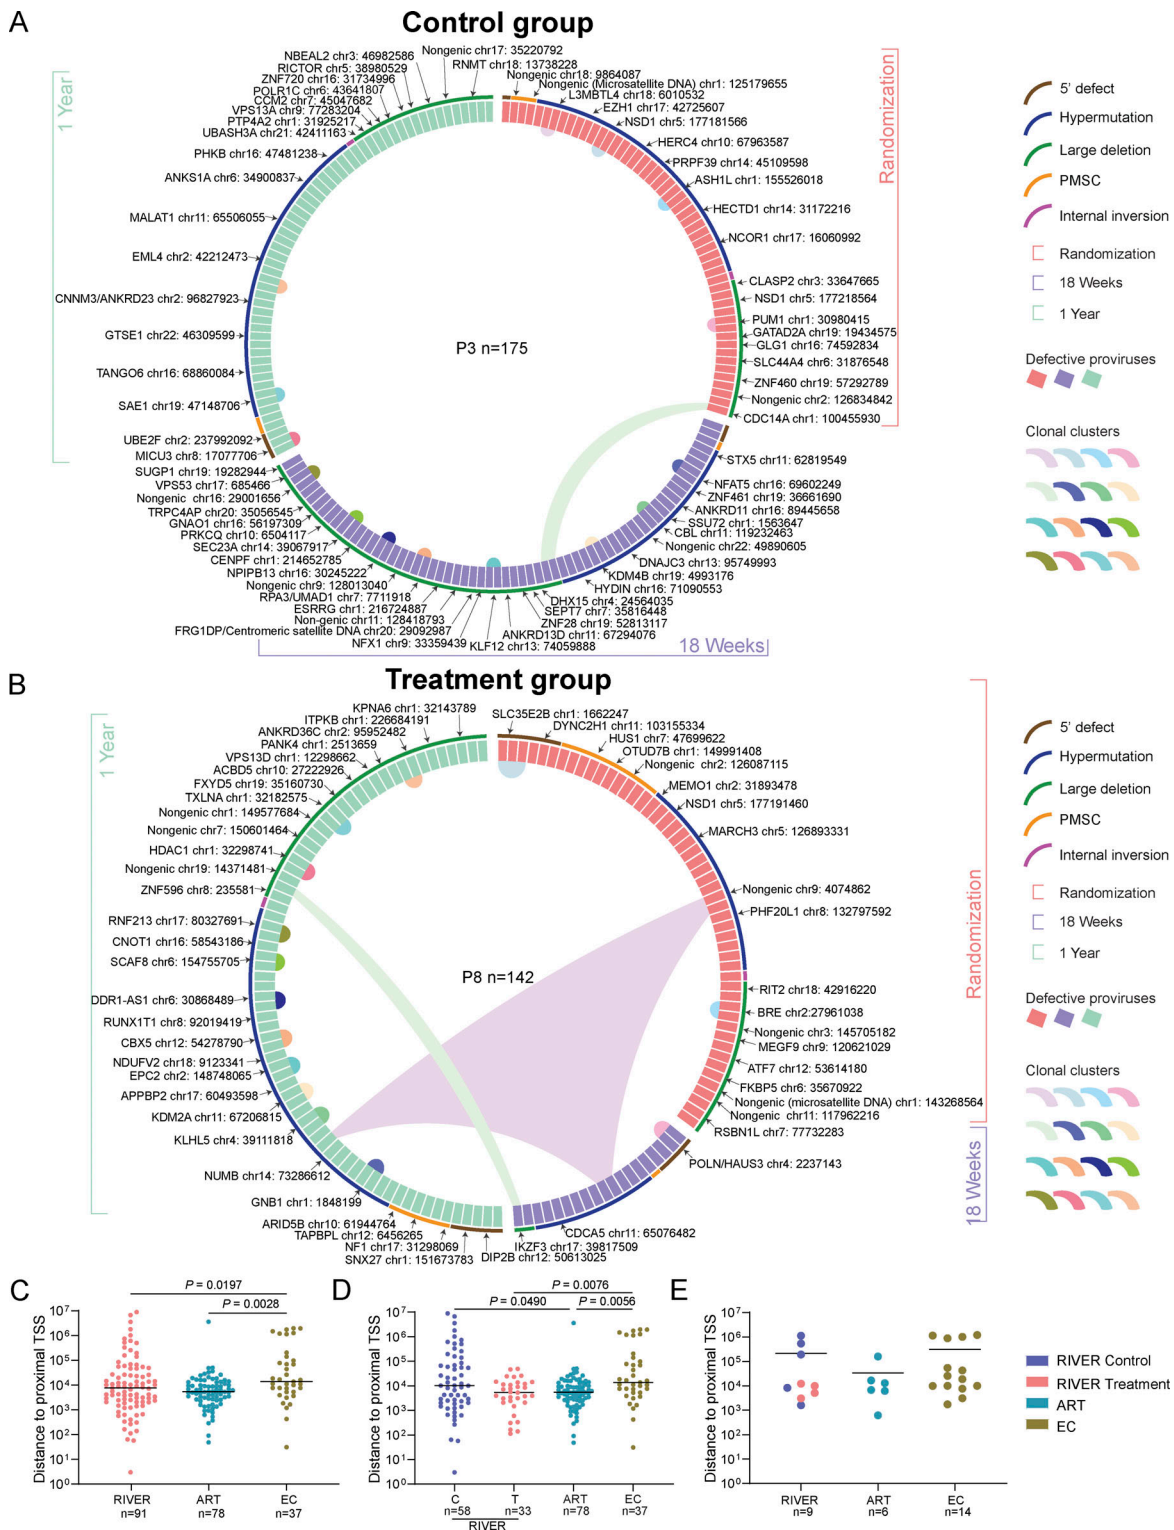 A
Control group
1 Year
NBEAL2 chr3: 46982586
RICTOR chr5: 38980529
ZNF720 chr16: 31734996
POLR1C chr6: 43641807
CCM2 chr7: 45047682
VPS13A chr9: 77283204
PTP4A2 chr1: 31925217
UBASH3A chr21: 42411163
PHKB chr16: 47481238
ANKS1A chr6: 34900837
MALAT1 chr11: 65506055
EML4 chr2: 42212473
CNNM3/ANKRD23 chr2: 96827923
GTSE1 chr22: 46309599
TANGO6 chr16: 68860084
SAE1 chr19: 47148706
UBE2F chr2: 237992092
MICU3 chr8: 17077706
SUGP1 chr19: 19282944
VPS53 chr17: 685466
Nongenic chr16: 29001656
TRPC4AP chr20: 35056545
GNAO1 chr16: 56197309
PRKCQ chr10: 6504117
SEC23A chr14: 39067917
CENPF chr1: 214652785
NPIPB13 chr16: 30245222
Nongenic chr9: 128013040
RPA3/UMAD1 chr7: 7711918
ESRRG chr1: 216724887
Non-genic chr11: 128418793
FRG1DP/Centromeric satellite DNA chr20: 29092987
NFX1 chr9: 33359439
Nongenic chr17: 35220792
RNMT chr18: 13738228
Nongenic chr18: 9864087
Nongenic (Microsatellite DNA) chr1: 125179655
L3MBTL4 chr18: 6010532
EZH1 chr17: 42725607
NSD1 chr5: 177181566
HERC4 chr10: 67963587
PRPF39 chr14: 45109598
ASH1L chr1: 155526018
HECTD1 chr14: 31172216
NCOR1 chr17: 16060992
CLASP2 chr3: 33647665
NSD1 chr5: 177218564
PUM1 chr1: 30980415
GATAD2A chr19: 19434575
GLG1 chr16: 74592834
SLC44A4 chr6: 31876548
ZNF460 chr19: 57292789
Nongenic chr2: 126834842
CDC14A chr1: 100455930
STX5 chr11: 62819549
NFAT5 chr16: 69602249
ZNF461 chr19: 36661690
ANKRD11 chr16: 89445658
SSU72 chr1: 1563647
CBL chr11: 119232463
Nongenic chr22: 49890605
DNAJC3 chr13: 95749993
KDM4B chr19: 4993176
HYDIN chr16: 71090553
DHX15 chr4: 24564035
SEPT7 chr7: 35816448
ZNF28 chr19: 52813117
ANKRD13D chr11: 67294076
KLF12 chr13: 74059888
P3 n=175
Randomization
18 Weeks
5' defect
Hypermutation
Large deletion
PMSC
Internal inversion
Randomization
18 Weeks
1 Year
Defective proviruses
Clonal clusters
B
Treatment group
1 Year
KPNA6 chr1: 32143789
ITPKB chr1: 226684191
ANKRD36C chr2: 95952482
PANK4 chr1: 2513659
VPS13D chr1: 12298662
ACBD5 chr10: 27222926
FXYD5 chr19: 35160730
TXLNA chr1: 32182575
Nongenic chr1: 149577684
Nongenic chr7: 150601464
HDAC1 chr1: 32298741
Nongenic chr19: 14371481
ZNF596 chr8: 235581
RNF213 chr17: 80327691
CNOT1 chr16: 58543186
SCAF8 chr6: 154755705
DDR1-AS1 chr6: 30868489
RUNX1T1 chr8: 92019419
CBX5 chr12: 54278790
NDUFV2 chr18: 9123341
EPC2 chr2: 148748065
APPBP2 chr17: 60493598
KDM2A chr11: 67206815
KLHL5 chr4: 39111818
NUMB chr14: 73286612
GNB1 chr1: 1848199
ARID5B chr10: 61944764
TAPBPL chr12: 6456265
NF1 chr17: 31298069
SNX27 chr1: 151673783
SLC35E2B chr1: 1662247
DYNC2H1 chr11: 103155334
HUS1 chr7: 47699622
OTUD7B chr1: 149991408
Nongenic chr2: 126087115
MEMO1 chr2: 31893478
NSD1 chr5: 177191460
MARCH3 chr5: 126893331
Nongenic chr9: 4074862
PHF20L1 chr8: 132797592
RIT2 chr18: 42916220
BRE chr2:27961038
Nongenic chr3: 145705182
MEGF9 chr9: 120621029
ATF7 chr12: 53614180
FKBP5 chr6: 35670922
Nongenic (microsatellite DNA) chr1: 143268564
Nongenic chr11: 117962216
RSBN1L chr7: 77732283
POLN/HAUS3 chr4: 2237143
CDCA5 chr11: 65076482
IKZF3 chr17: 39817509
DIP2B chr12: 50613025
P8 n=142
Randomization
18 Weeks
5' defect
Hypermutation
Large deletion
PMSC
Internal inversion
Randomization
18 Weeks
1 Year
Defective proviruses
Clonal clusters
C
P = 0.0197
P = 0.0028
Distance to proximal TSS
10⁷
10⁶
10⁵
10⁴
10³
10²
10¹
10⁰
RIVER ART EC
n=91 n=78 n=37
D
P = 0.0076
P = 0.0490 P = 0.0056
Distance to proximal TSS
10⁷
10⁶
10⁵
10⁴
10³
10²
10¹
10⁰
C T ART EC
n=58 n=33 n=78 n=37
RIVER
E
Distance to proximal TSS
10⁷
10⁶
10⁵
10⁴
10³
10²
10¹
10⁰
RIVER ART EC
n=9 n=6 n=14
RIVER Control
RIVER Treatment
ART
EC